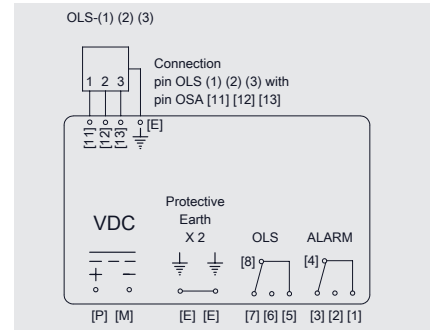 OLS-(1) (2) (3)
Connection
1 2 3 pin OLS (1) (2) (3) with
pin OSA [11] [12] [13]
[11] [12] [13] [E]
Protective
Earth
VDC X 2 OLS ALARM
[8] [4]
+ –
[P] [M] [E] [E] [7] [6] [5] [3] [2] [1]